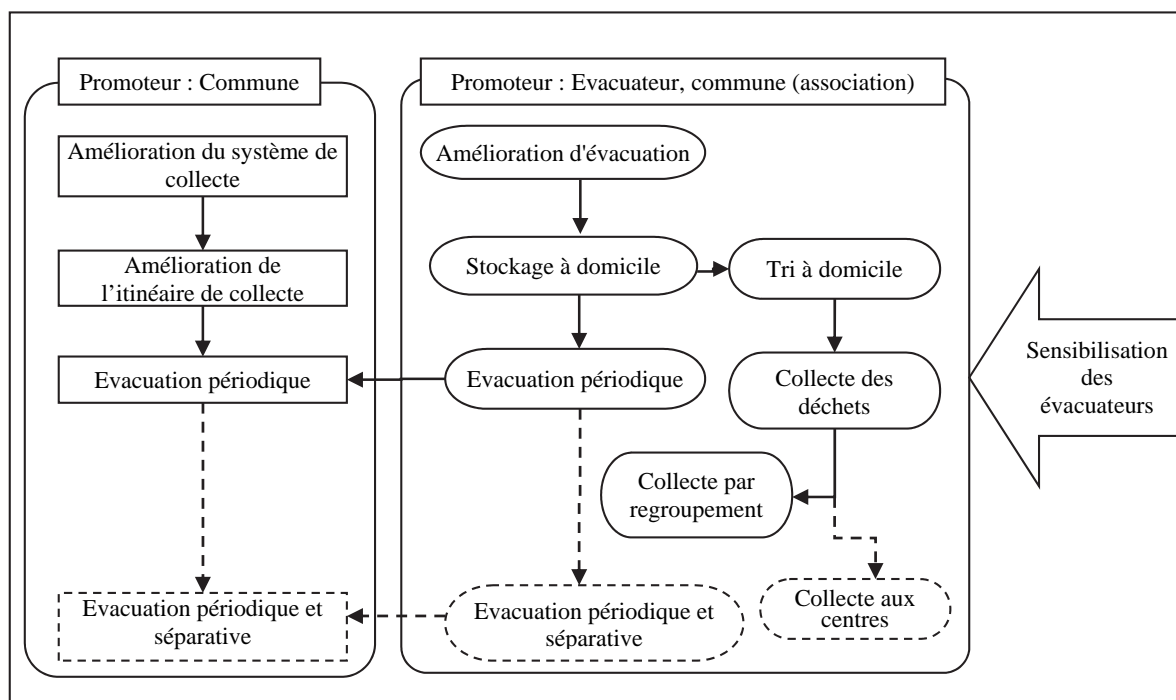 Promoteur : Commune
Amélioration du système de
collecte
Amélioration de
l’itinéaire de collecte
Evacuation périodique
Evacuation périodique et
séparative
Promoteur : Evacuateur, commune (association)
Amélioration d'évacuation
Stockage à domicile
Tri à domicile
Evacuation périodique
Collecte des
déchets
Collecte par
regroupement
Evacuation périodique et
séparative
Collecte aux
centres
Sensibilisation
des
évacuateurs